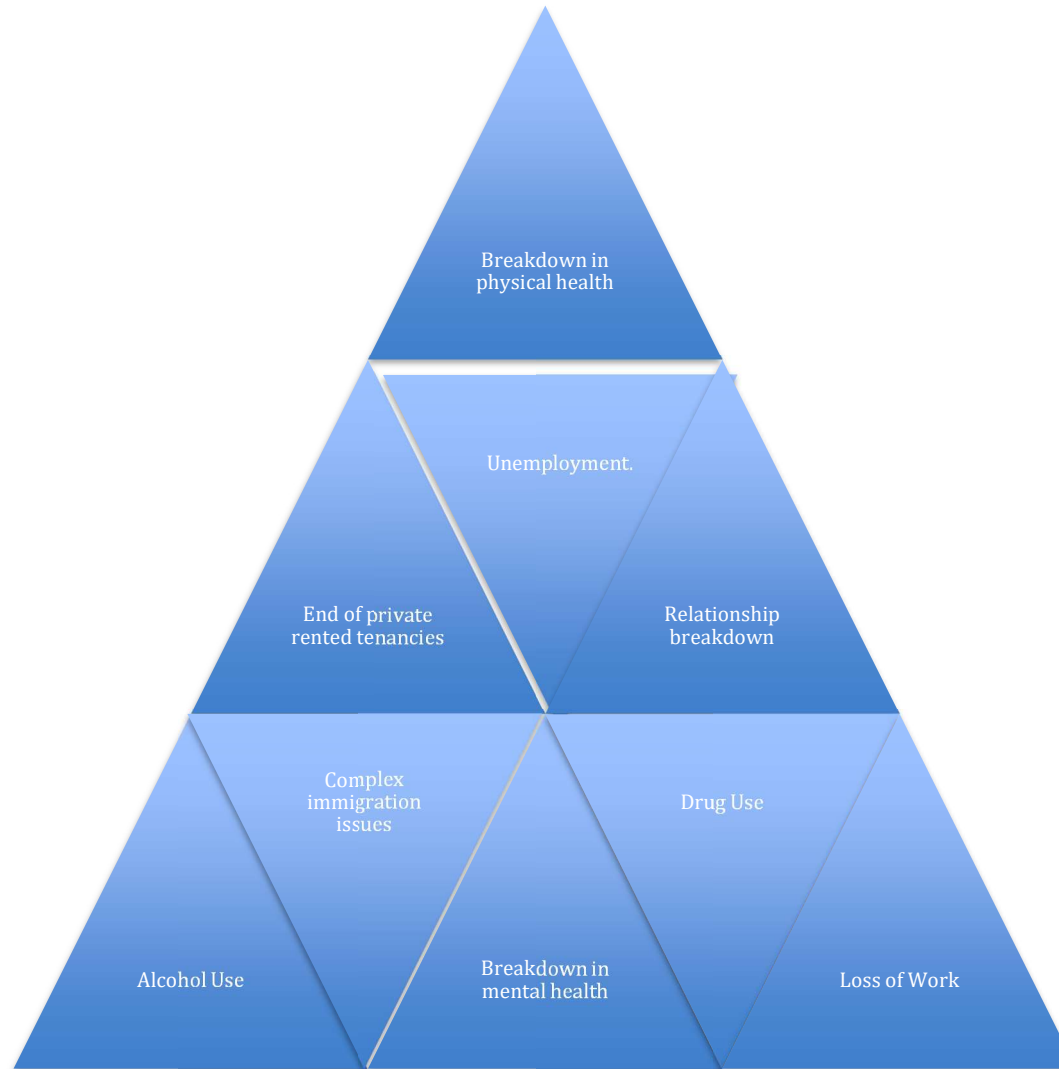 Breakdown in
physical health
Unemployment.
End of private
rented tenancies
Relationship
breakdown
Complex
immigration
issues
Drug Use
Alcohol Use
Breakdown in
mental health
Loss of Work